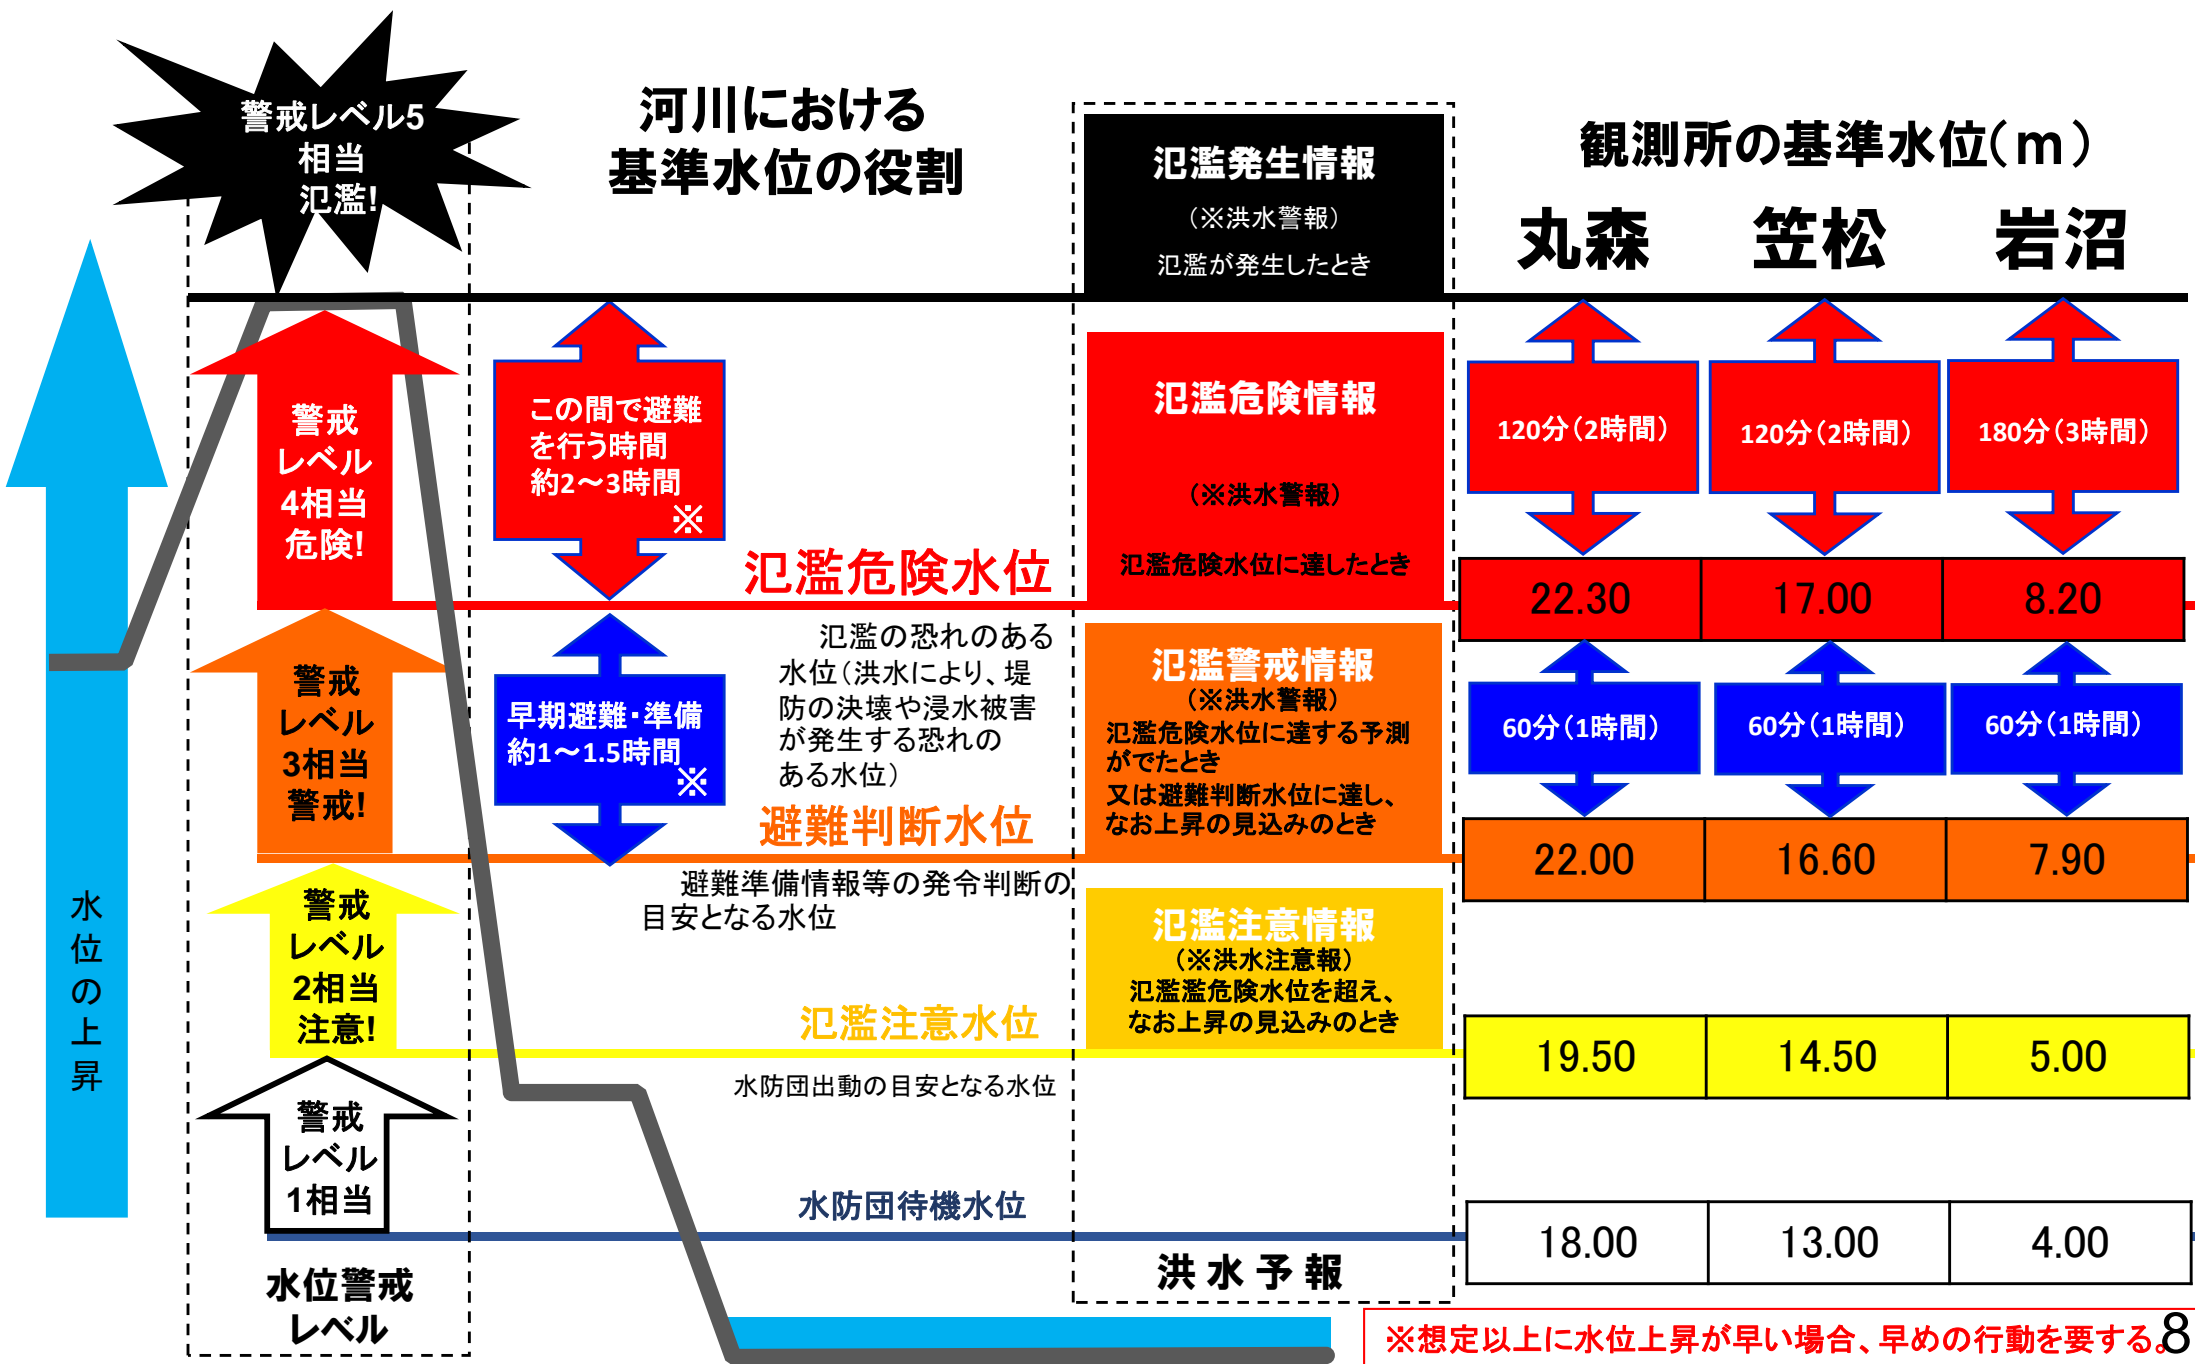 警戒レベル5
相当
氾濫!
河川における
基準水位の役割
氾濫発生情報
(※洪水警報)
氾濫が発生したとき
観測所の基準水位(m)
丸森 笠松 岩沼
警戒
レベル
4相当
危険!
この間で避難
を行う時間
約2～3時間
※
氾濫危険水位
氾濫危険情報
(※洪水警報)
氾濫危険水位に達したとき
120分(2時間) 120分(2時間) 180分(3時間)
22.30 17.00 8.20
警戒
レベル
3相当
警戒!
早期避難・準備
約1～1.5時間
※
氾濫の恐れのある
水位(洪水により、堤
防の決壊や浸水被害
が発生する恐れの
ある水位)
避難判断水位
氾濫警戒情報
(※洪水警報)
氾濫危険水位に達する予測
がでたとき
又は避難判断水位に達し、
なお上昇の見込みのとき
60分(1時間) 60分(1時間) 60分(1時間)
22.00 16.60 7.90
警戒
レベル
2相当
注意!
避難準備情報等の発令判断の
目安となる水位
氾濫注意水位
氾濫注意情報
(※洪水注意報)
氾濫濫危険水位を超え、
なお上昇の見込みのとき
19.50 14.50 5.00
水位の上昇
警戒
レベル
1相当
水防団出動の目安となる水位
水防団待機水位
18.00 13.00 4.00
水位警戒
レベル
洪水予報
※想定以上に水位上昇が早い場合、早めの行動を要する。
8